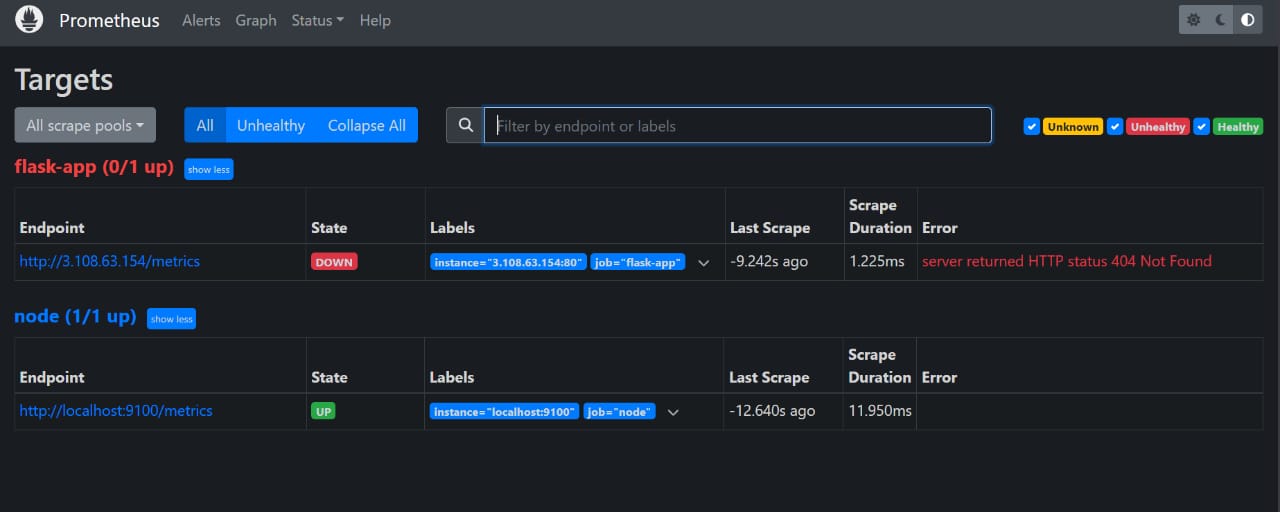 Prometheus Alerts Graph Status Help
Targets
All scrape pools All Unhealthy Collapse All Filter by endpoint or labels Unknown Unhealthy Healthy
flask-app (0/1 up) show less
Endpoint State Labels Last Scrape Scrape Duration Error
http://3.108.63.154/metrics DOWN instance="3.108.63.154:80" job="flask-app" -9.242s ago 1.225ms server returned HTTP status 404 Not Found
node (1/1 up) show less
Endpoint State Labels Last Scrape Scrape Duration Error
http://localhost:9100/metrics UP instance="localhost:9100" job="node" -12.640s ago 11.950ms